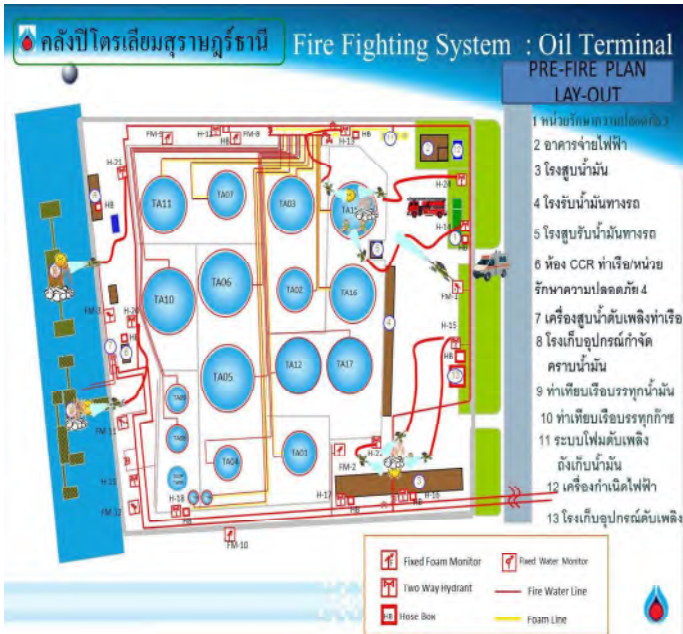 คลังปิโตรเลียมสุราษฎร์ธานี
Fire Fighting System : Oil Terminal
PRE-FIRE PLAN
LAY-OUT
1 หน่วยรักษาความปลอดภัย 3
2 อาคารจ่ายไฟฟ้า
3 โรงสูบน้ำมัน
4 โรงรับน้ำมันทางรถ
5 โรงสูบรับน้ำมันทางรถ
6 ห้อง CCR ท่าเรือ/หน่วย
รักษาความปลอดภัย 4
7 เครื่องสูบน้ำดับเพลิงท่าเรือ
8 โรงเก็บอุปกรณ์กำจัด
คราบน้ำมัน
9 ท่าเทียบเรือบรรทุกน้ำมัน
10 ท่าเทียบเรือบรรทุกก๊าซ
11 ระบบโฟมดับเพลิง
ถังเก็บน้ำมัน
12 เครื่องกำเนิดไฟฟ้า
13 โรงเก็บอุปกรณ์ดับเพลิง
H-12
FM-8
HB
H-13
HB
H-21
HB
TA11
TA07
TA03
TA15
H-24
H-14
HB
TA10
TA06
TA02
TA16
H-20
HB
H-15
HB
TA05
TA12
TA17
FM-11
TA04
TA01
FM-2
H-22
H-18
HB
H-17
HB
H-16
HB
FM-12
FM-10
Fixed Foam Monitor
Fixed Water Monitor
Two Way Hydrant
Fire Water Line
HB Hose Box
Foam Line